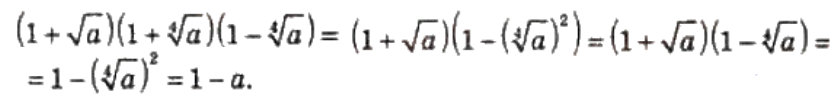 (1 + √a)(1 + ∜a)(1 − ∜a) = (1 + √a)(1 − (∜a)²) = (1 + √a)(1 − ∜a) =
= 1 − (∜a)² = 1 − a.